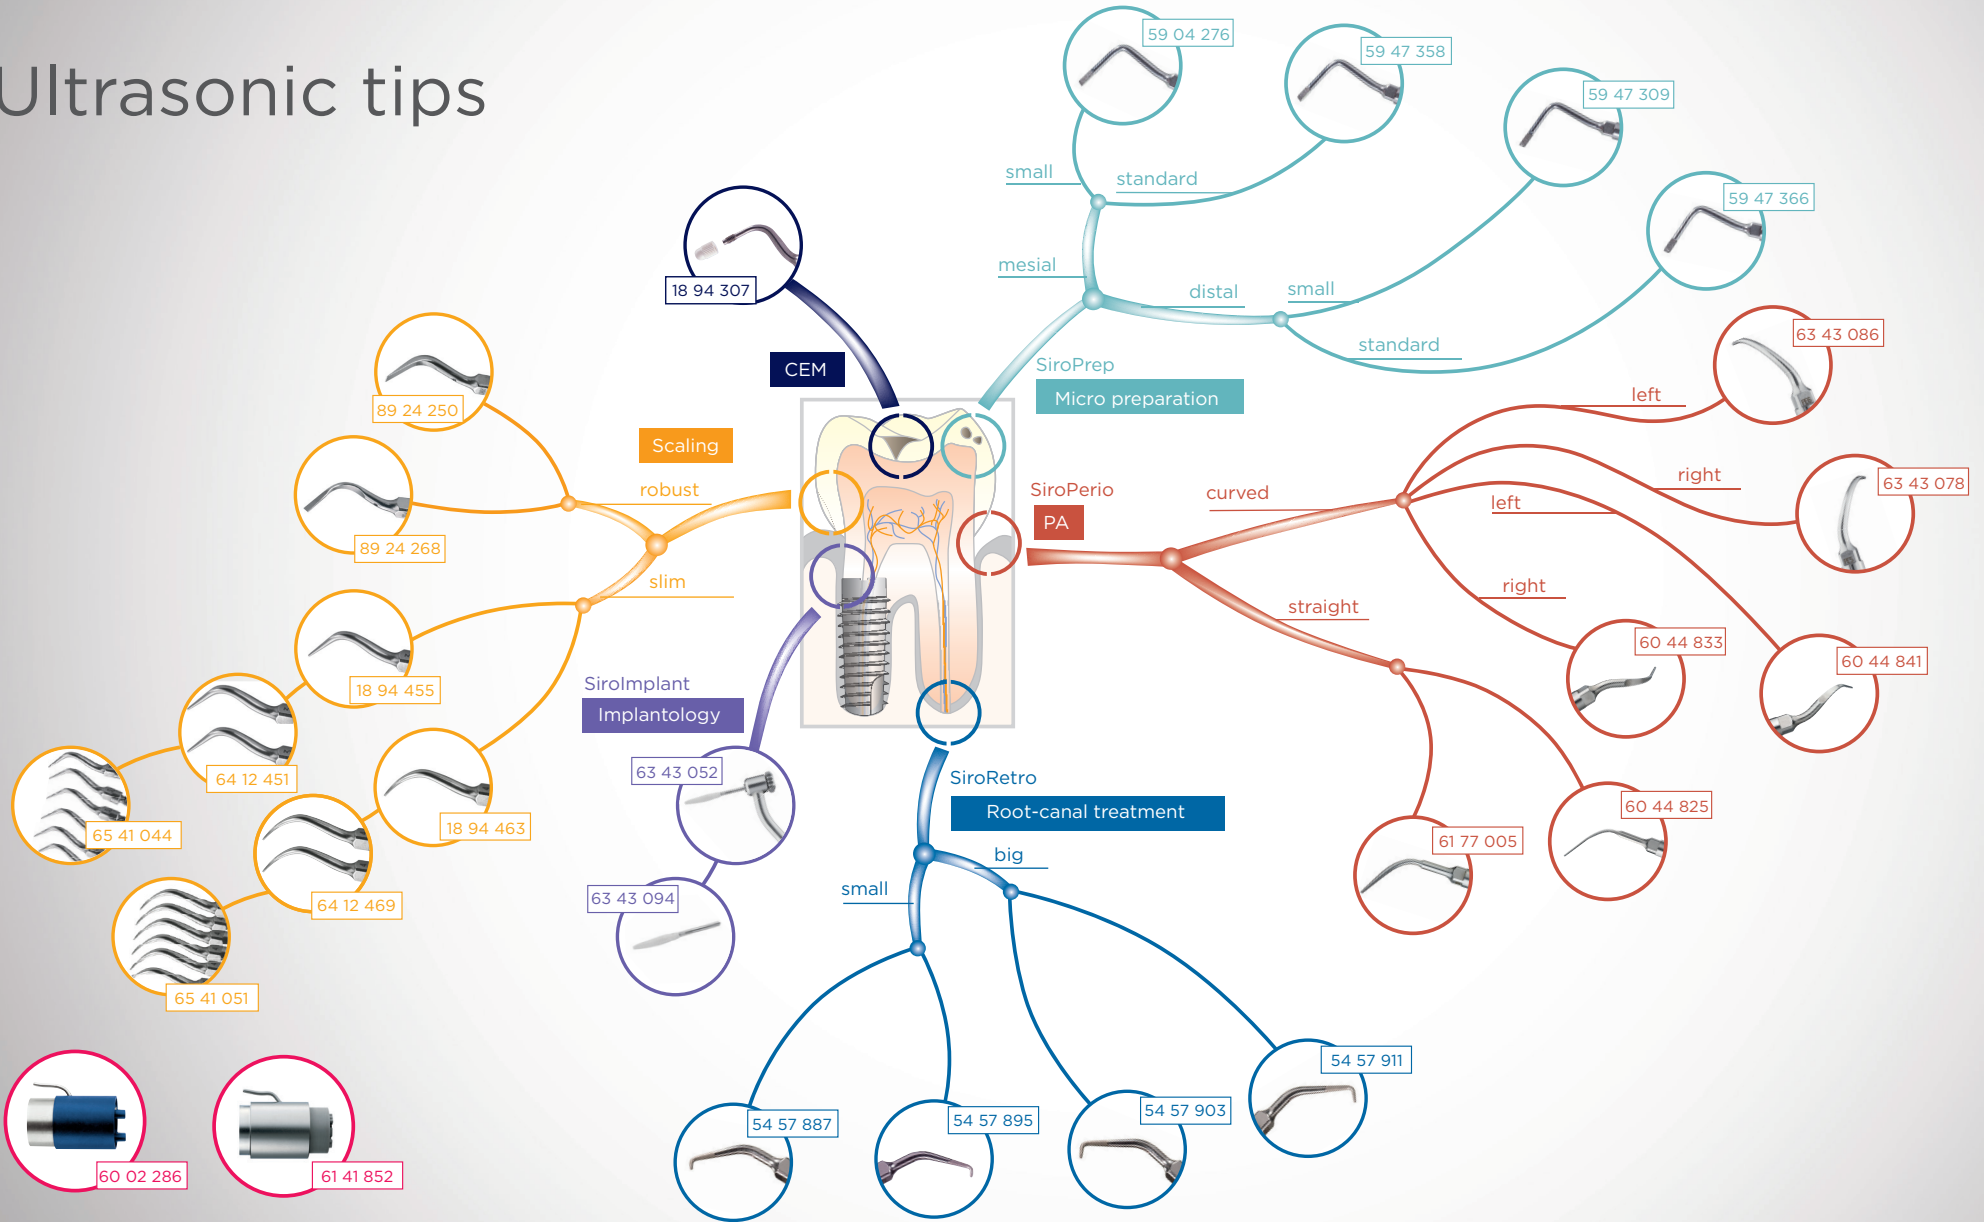 Ultrasonic tips
59 04 276
59 47 358
59 47 309
59 47 366
small
standard
mesial
distal
small
standard
SiroPrep
Micro preparation
18 94 307
CEM
Scaling
robust
slim
89 24 250
89 24 268
18 94 455
64 12 451
65 41 044
18 94 463
64 12 469
65 41 051
SiroPerio
PA
curved
left
right
left
right
straight
63 43 086
63 43 078
60 44 833
60 44 841
60 44 825
61 77 005
SiroImplant
Implantology
63 43 052
63 43 094
SiroRetro
Root-canal treatment
big
small
54 57 887
54 57 895
54 57 903
54 57 911
60 02 286
61 41 852